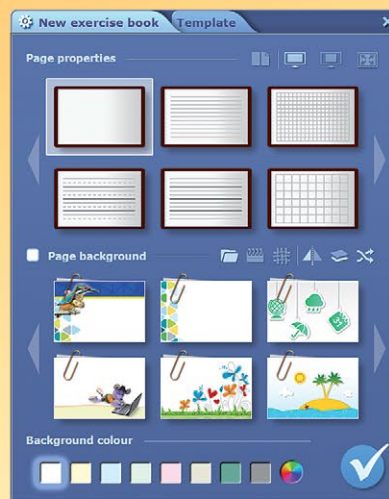 New exercise book Template
Page properties
Page background
Background colour